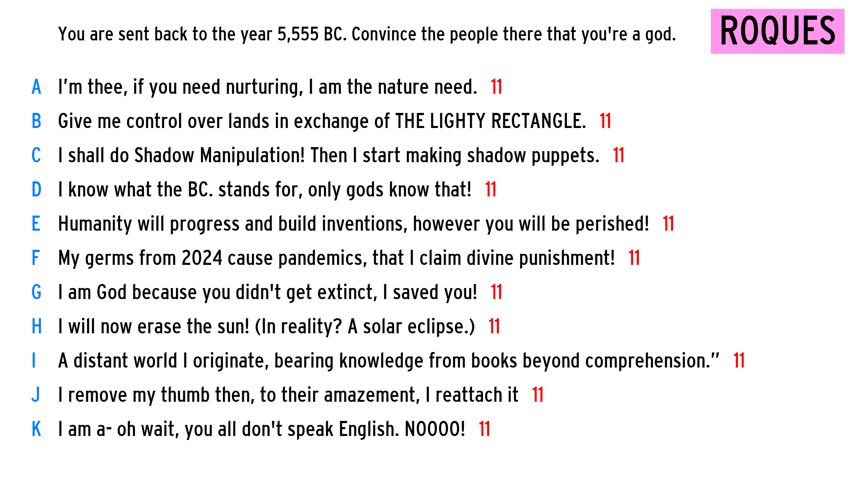 You are sent back to the year 5,555 BC. Convince the people there that you're a god.
ROQUES
A I'm thee, if you need nurturing, I am the nature need. 11
B Give me control over lands in exchange of THE LIGHTY RECTANGLE. 11
C I shall do Shadow Manipulation! Then I start making shadow puppets. 11
D I know what the BC. stands for, only gods know that! 11
E Humanity will progress and build inventions, however you will be perished! 11
F My germs from 2024 cause pandemics, that I claim divine punishment! 11
G I am God because you didn't get extinct, I saved you! 11
H I will now erase the sun! (In reality? A solar eclipse.) 11
I A distant world I originate, bearing knowledge from books beyond comprehension.” 11
J I remove my thumb then, to their amazement, I reattach it 11
K I am a- oh wait, you all don't speak English. NOOOO! 11